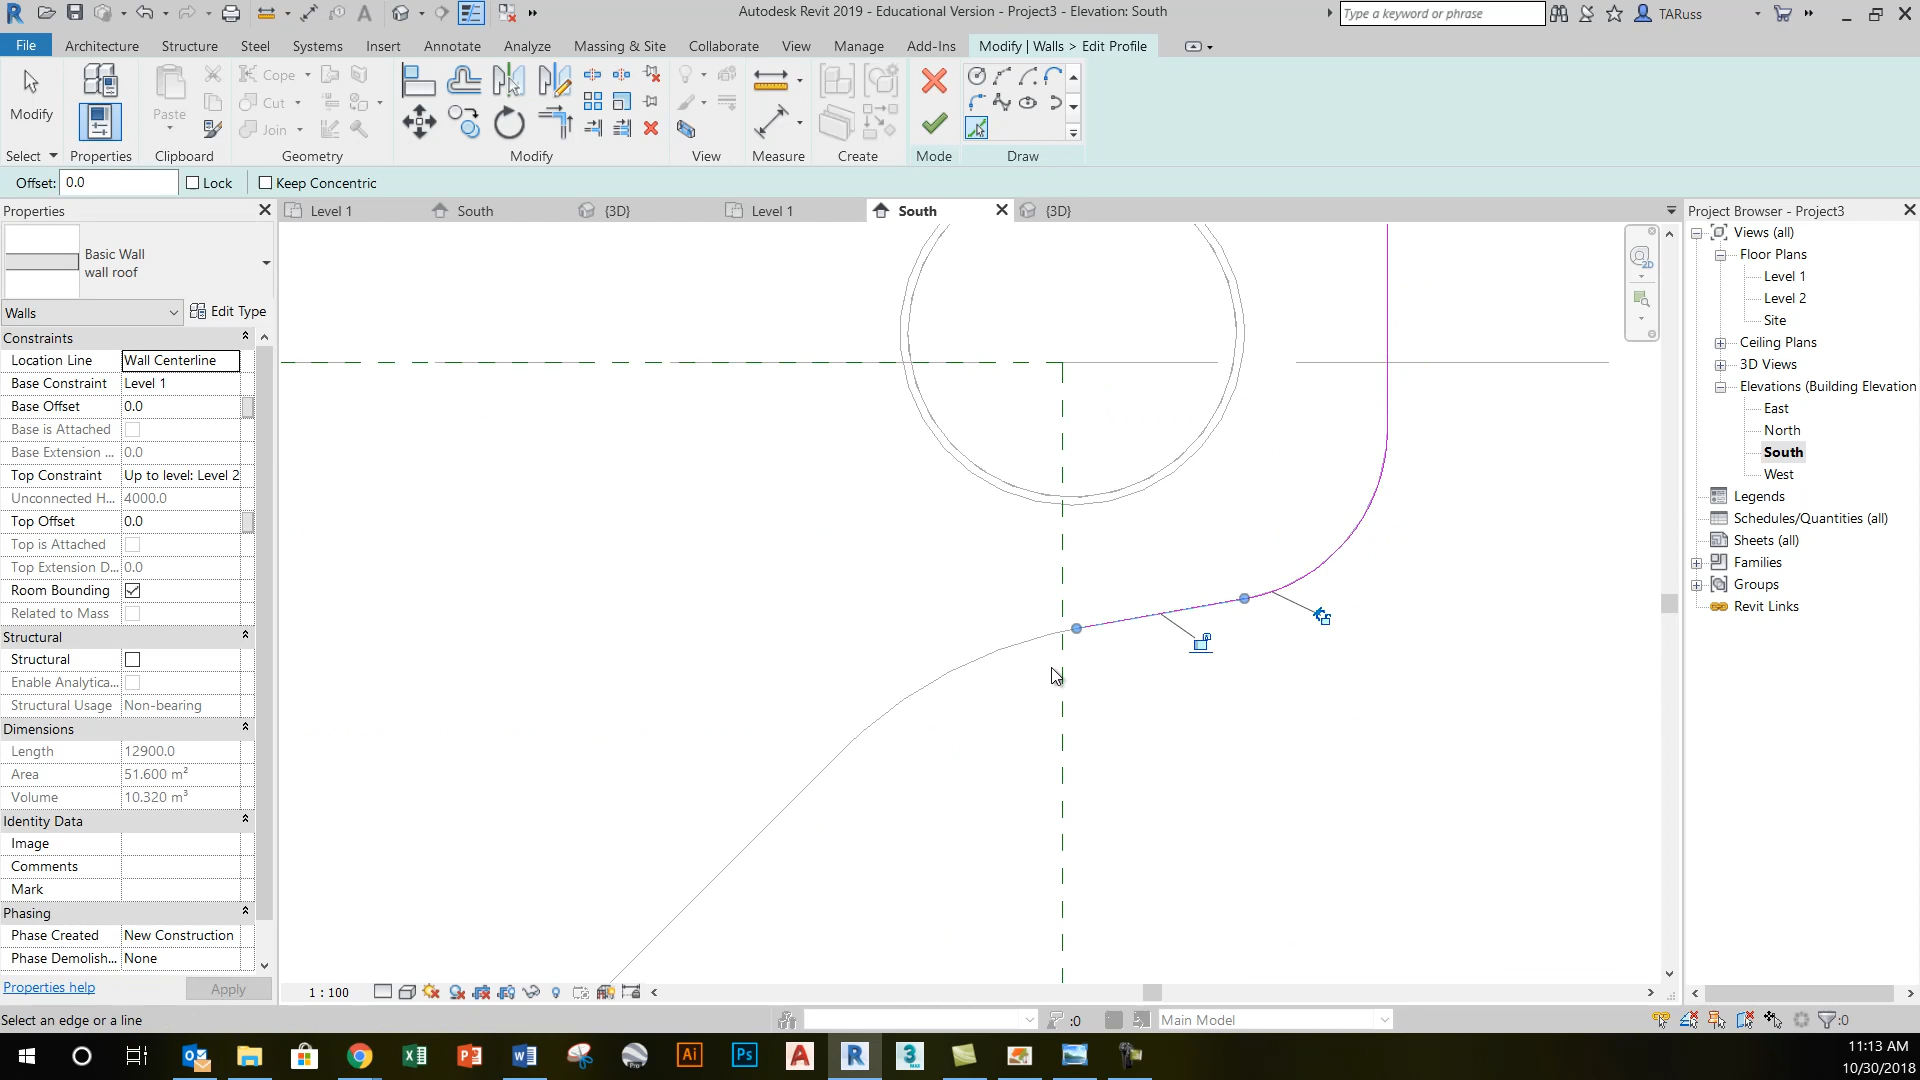 Autodesk Revit 2019 - Educational Version - Project3 - Elevation: South
Type a keyword or phrase
TARuss
File
Architecture
Structure
Steel
Systems
Insert
Annotate
Analyze
Massing & Site
Collaborate
View
Manage
Add-Ins
Modify | Walls > Edit Profile
Modify
Paste
Cope
Cut
Join
Select
Properties
Clipboard
Geometry
Modify
View
Measure
Create
Mode
Draw
Offset: 0.0
Lock
Keep Concentric
Properties
Level 1
South
{3D}
Level 1
South
{3D}
Project Browser - Project3
Basic Wall
wall roof
Walls
Edit Type
Constraints
Location Line Wall Centerline
Base Constraint Level 1
Base Offset 0.0
Base is Attached
Base Extension ... 0.0
Top Constraint Up to level: Level 2
Unconnected H... 4000.0
Top Offset 0.0
Top is Attached
Top Extension D... 0.0
Room Bounding
Related to Mass
Structural
Structural
Enable Analytica...
Structural Usage Non-bearing
Dimensions
Length 12900.0
Area 51.600 m²
Volume 10.320 m³
Identity Data
Image
Comments
Mark
Phasing
Phase Created New Construction
Phase Demolish... None
Properties help
Apply
2D
Views (all)
Floor Plans
Level 1
Level 2
Site
Ceiling Plans
3D Views
Elevations (Building Elevation
East
North
South
West
Legends
Schedules/Quantities (all)
Sheets (all)
Families
Groups
Revit Links
1 : 100
Select an edge or a line
:0
Main Model
:0
11:13 AM
10/30/2018